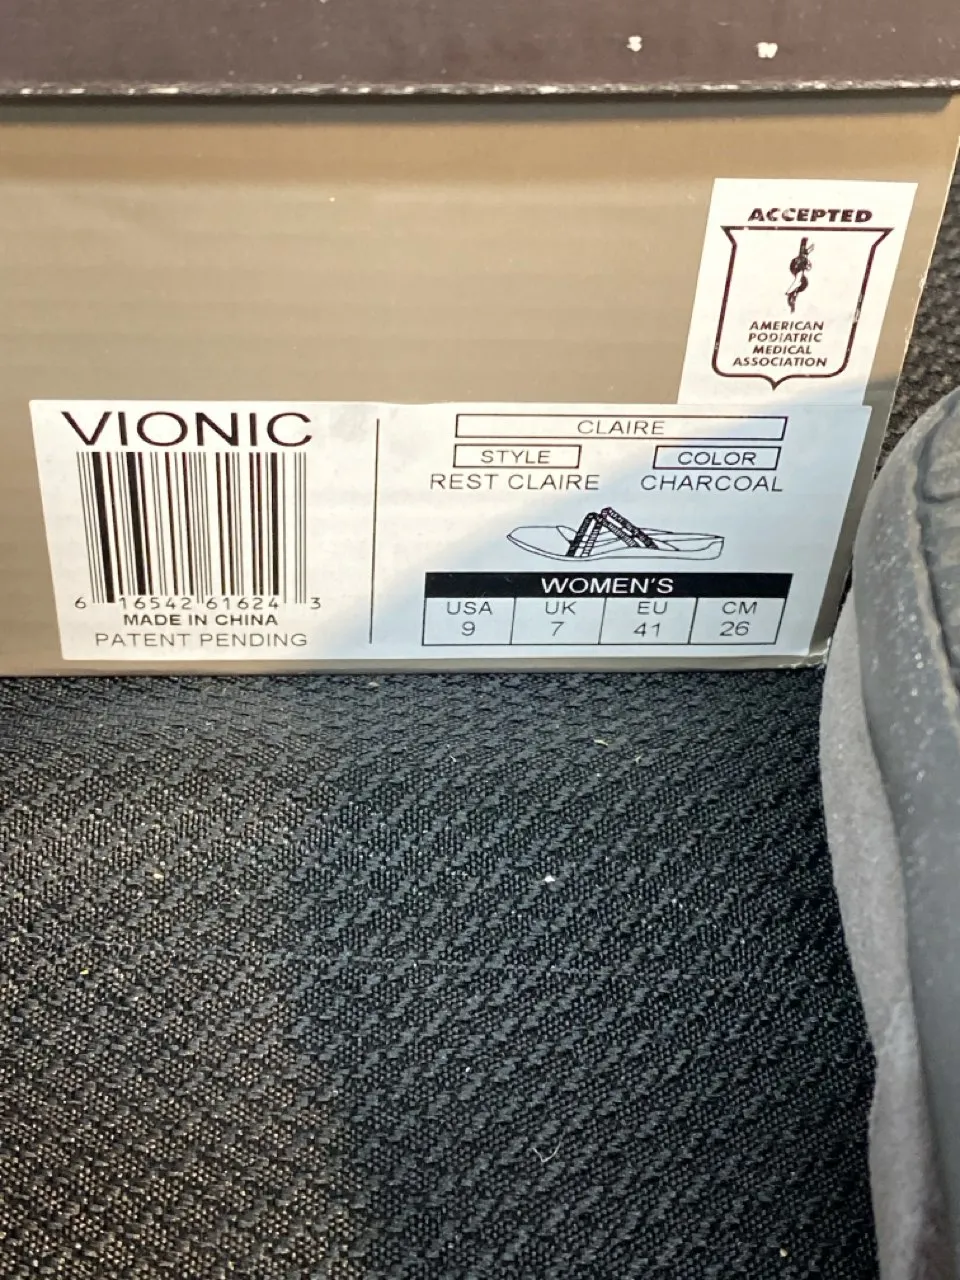 ACCEPTED
AMERICAN
PODIATRIC
MEDICAL
ASSOCIATION
VIONIC
6 16542 61624 3
MADE IN CHINA
PATENT PENDING
CLAIRE
STYLE COLOR
REST CLAIRE CHARCOAL
WOMEN'S
USA UK EU CM
9 7 41 26